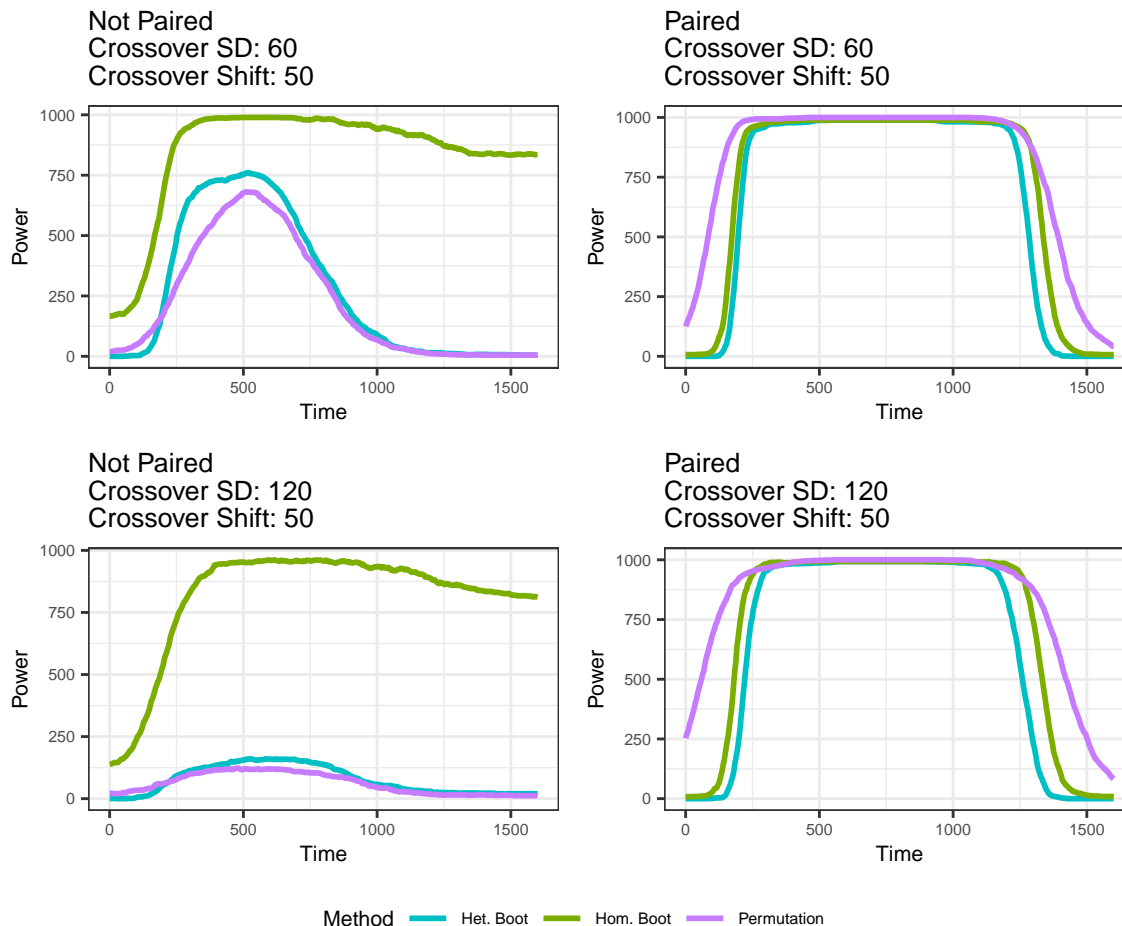 Not Paired
Crossover SD: 60
Crossover Shift: 50
1000
750
500
250
0
Power
0
500
1000
1500
Time
Paired
Crossover SD: 60
Crossover Shift: 50
1000
750
500
250
0
Power
0
500
1000
1500
Time
Not Paired
Crossover SD: 120
Crossover Shift: 50
1000
750
500
250
0
Power
0
500
1000
1500
Time
Paired
Crossover SD: 120
Crossover Shift: 50
1000
750
500
250
0
Power
0
500
1000
1500
Time
Method Het. Boot Hom. Boot Permutation